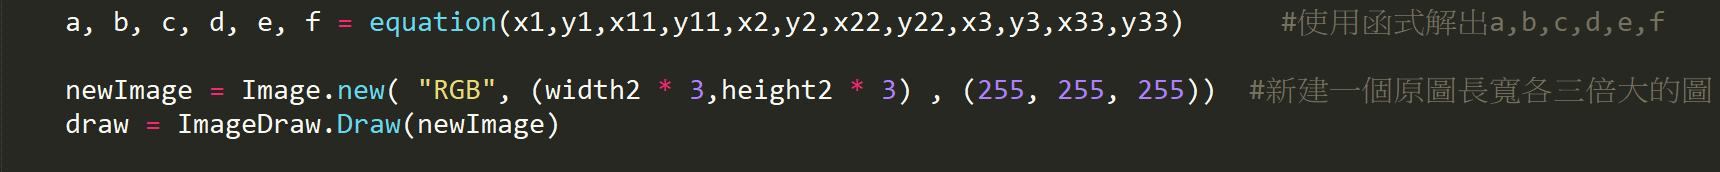 a, b, c, d, e, f = equation(x1,y1,x11,y11,x2,y2,x22,y22,x3,y3,x33,y33)      #使用函式解出a,b,c,d,e,f
newImage = Image.new( "RGB", (width2 * 3,height2 * 3) , (255, 255, 255))  #新建一個原圖長寬各三倍大的圖
draw = ImageDraw.Draw(newImage)